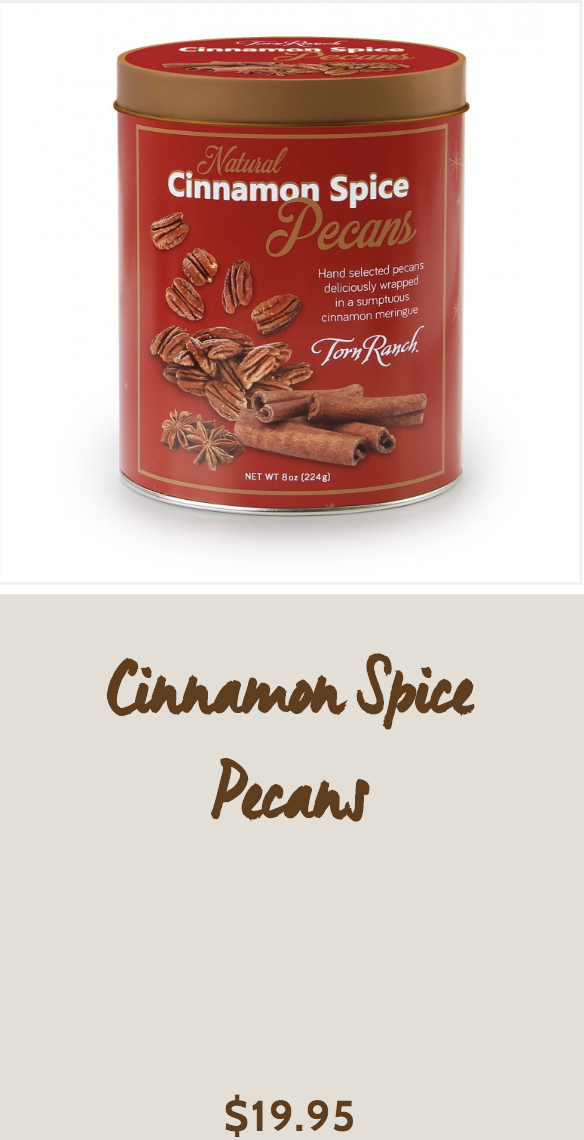 Torn Ranch
Cinnamon Spice
Pecans
Natural
Cinnamon Spice
Pecans
Hand selected pecans
deliciously wrapped
in a sumptuous
cinnamon meringue
Torn Ranch.
NET WT 8oz (224g)
Cinnamon Spice
Pecans
$19.95